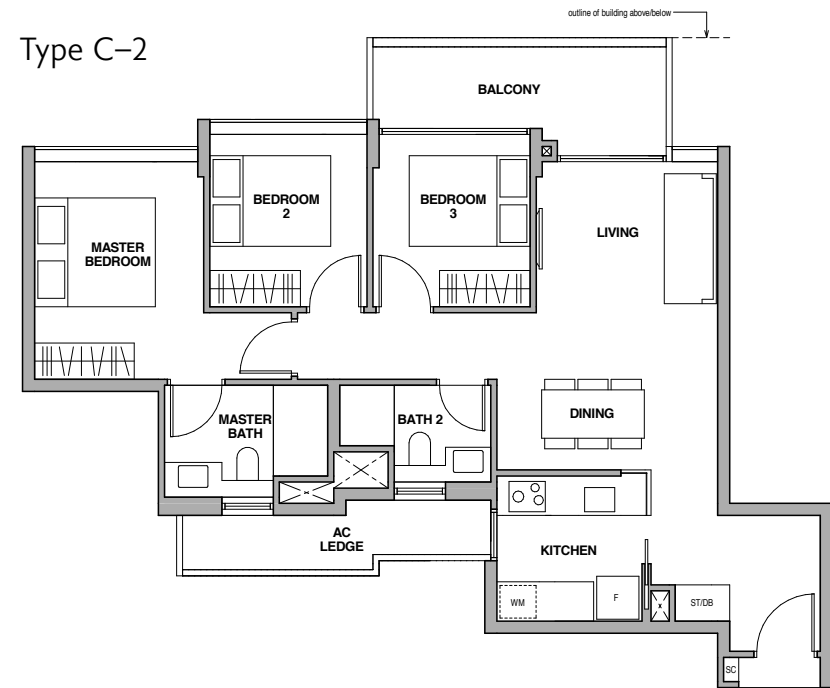 outline of building above/below
Type C–2
BALCONY
BEDROOM
2
BEDROOM
3
LIVING
MASTER
BEDROOM
DINING
MASTER
BATH
BATH 2
AC
LEDGE
KITCHEN
WM
F
ST/DB
SC